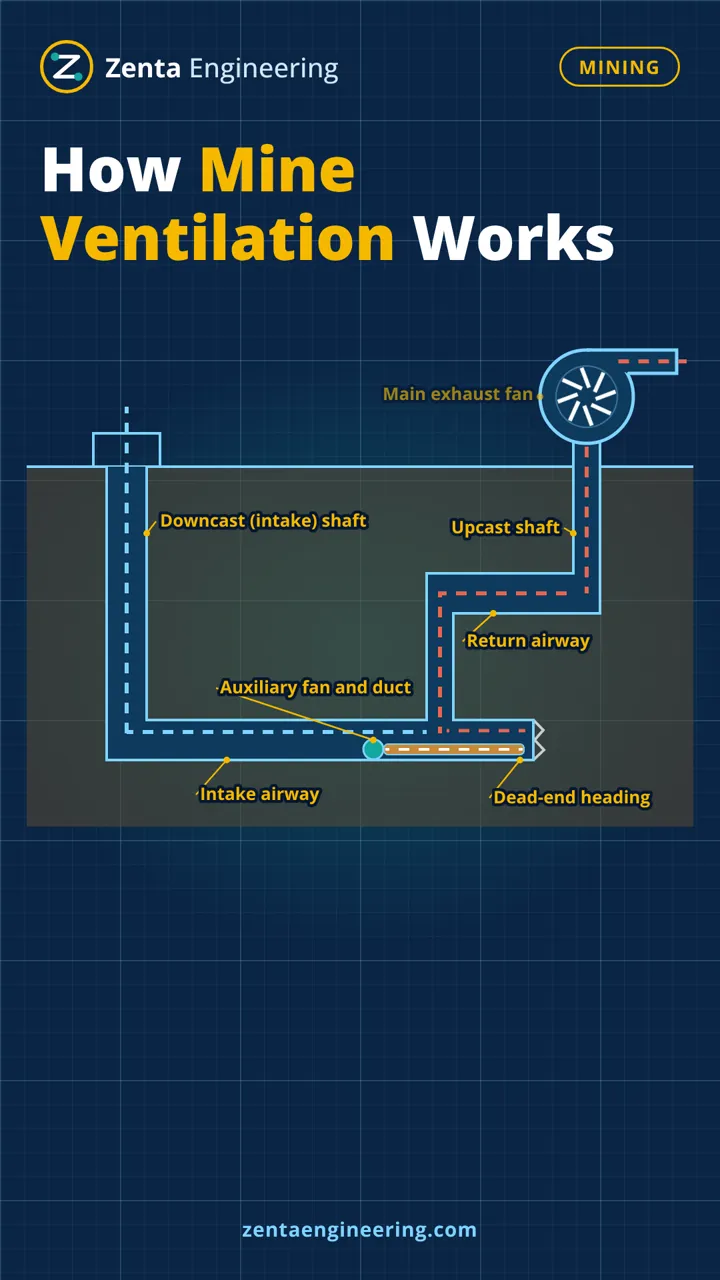 Zenta Engineering
MINING
How Mine
Ventilation Works
Main exhaust fan
Downcast (intake) shaft
Upcast shaft
Return airway
Auxiliary fan and duct
Intake airway
Dead-end heading
zentaengineering.com